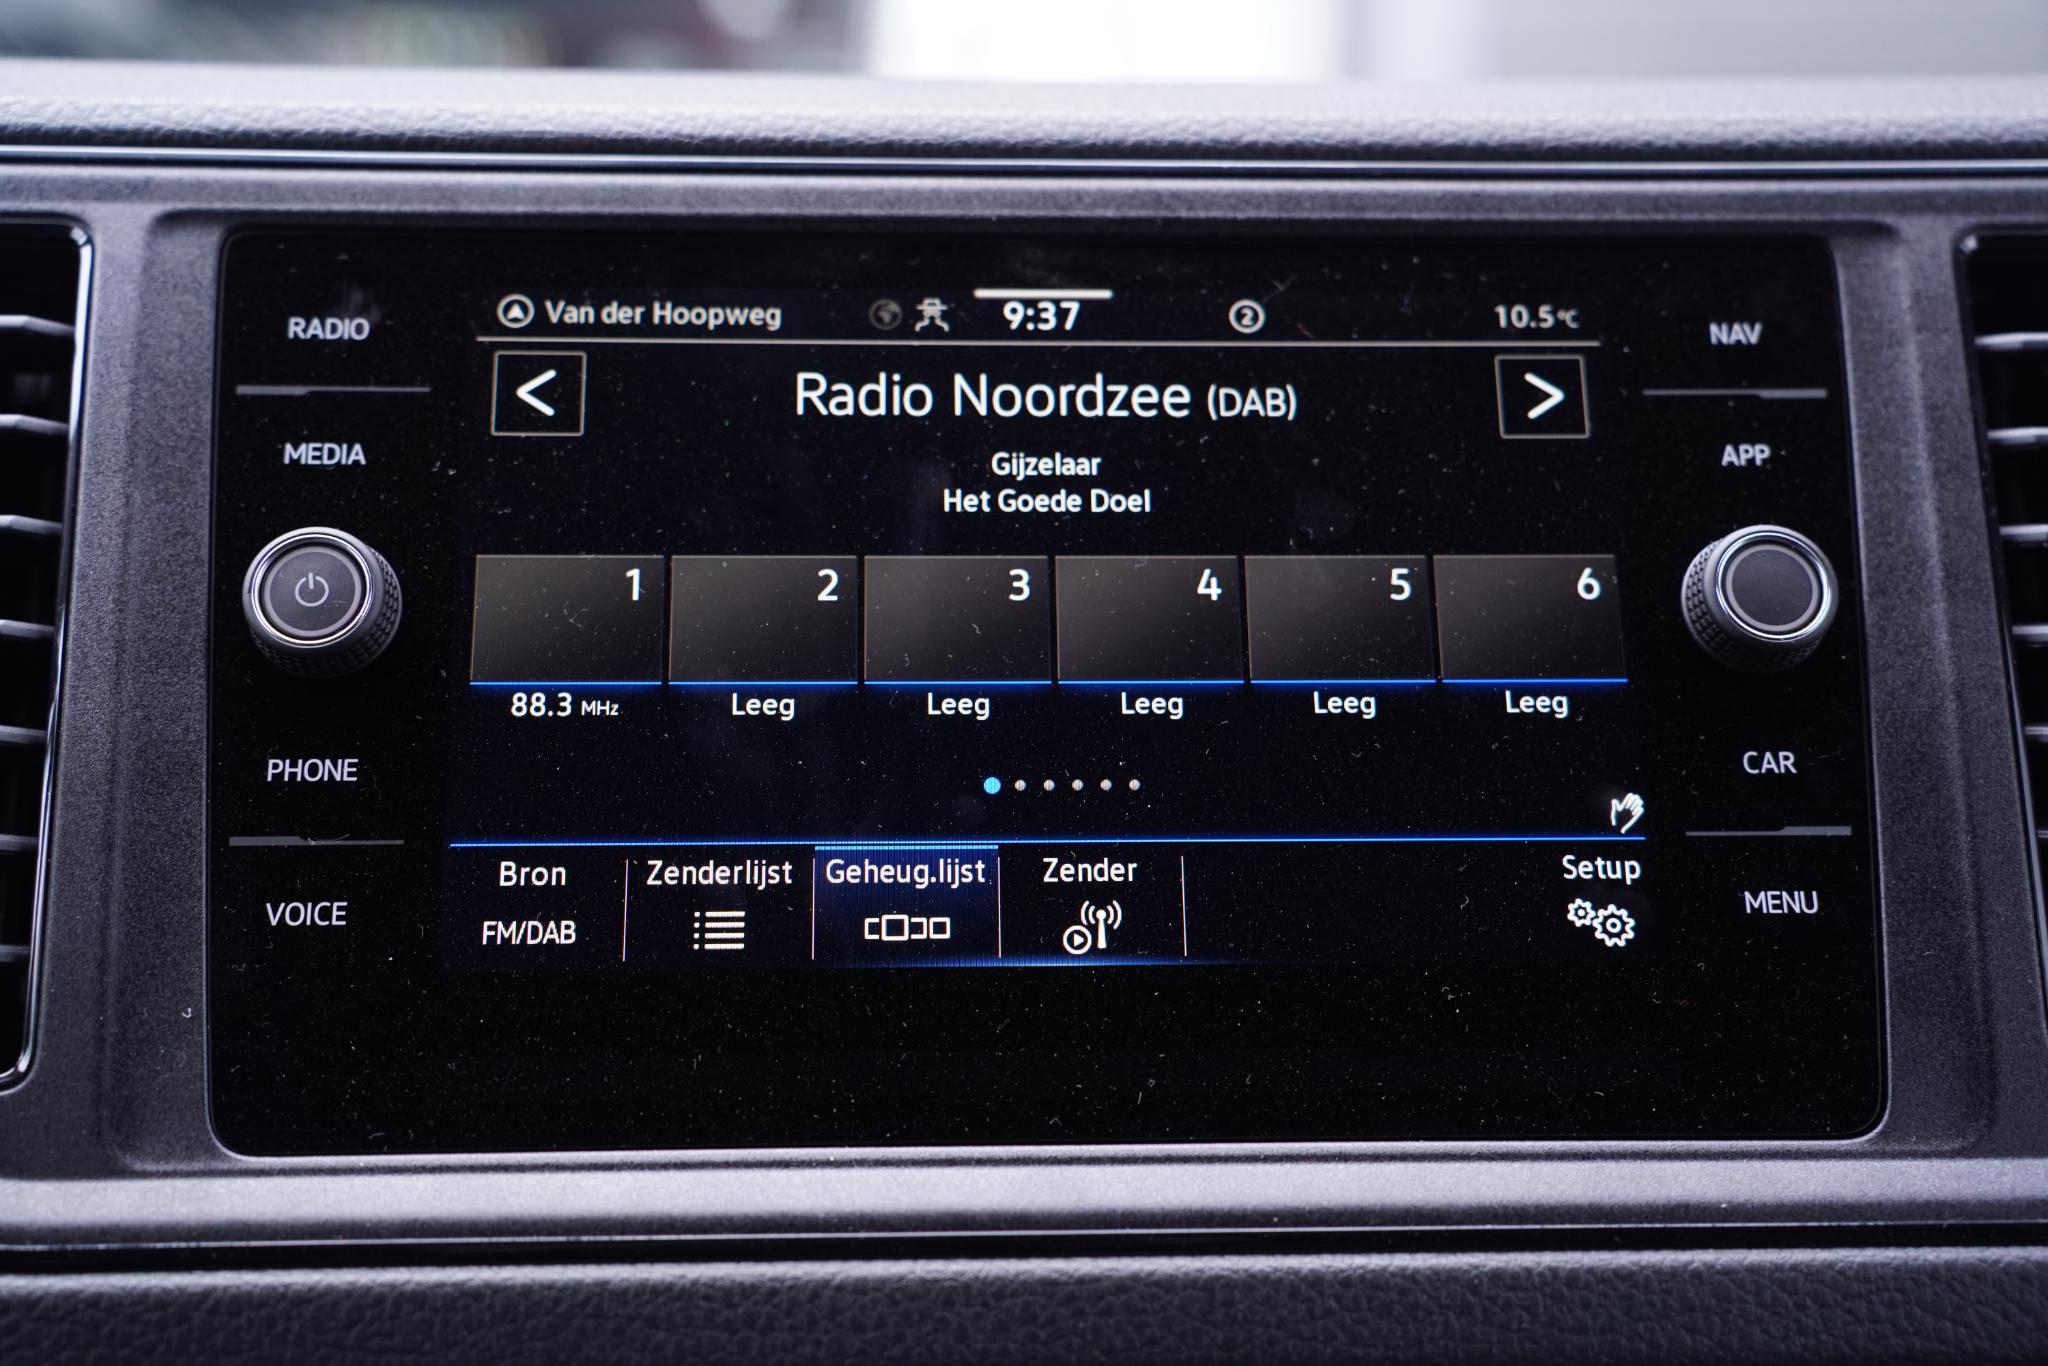 RADIO
MEDIA
PHONE
VOICE
Van der Hoopweg
9:37
2
10.5°C
<
Radio Noordzee (DAB)
>
Gijzelaar
Het Goede Doel
1 2 3 4 5 6
88.3 MHz Leeg Leeg Leeg Leeg Leeg
Bron Zenderlijst Geheug.lijst Zender Setup
FM/DAB
NAV
APP
CAR
MENU